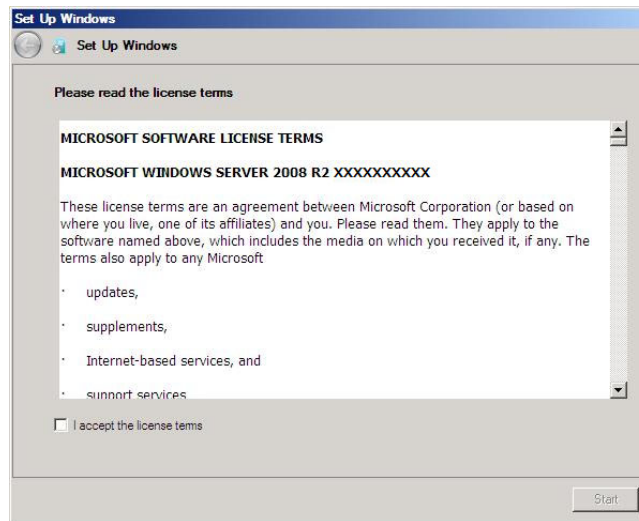 Set Up Windows
Set Up Windows
Please read the license terms
MICROSOFT SOFTWARE LICENSE TERMS
MICROSOFT WINDOWS SERVER 2008 R2 XXXXXXXXXX
These license terms are an agreement between Microsoft Corporation (or based on
where you live, one of its affiliates) and you. Please read them. They apply to the
software named above, which includes the media on which you received it, if any. The
terms also apply to any Microsoft
· updates,
· supplements,
· Internet-based services, and
· support services
I accept the license terms
Start